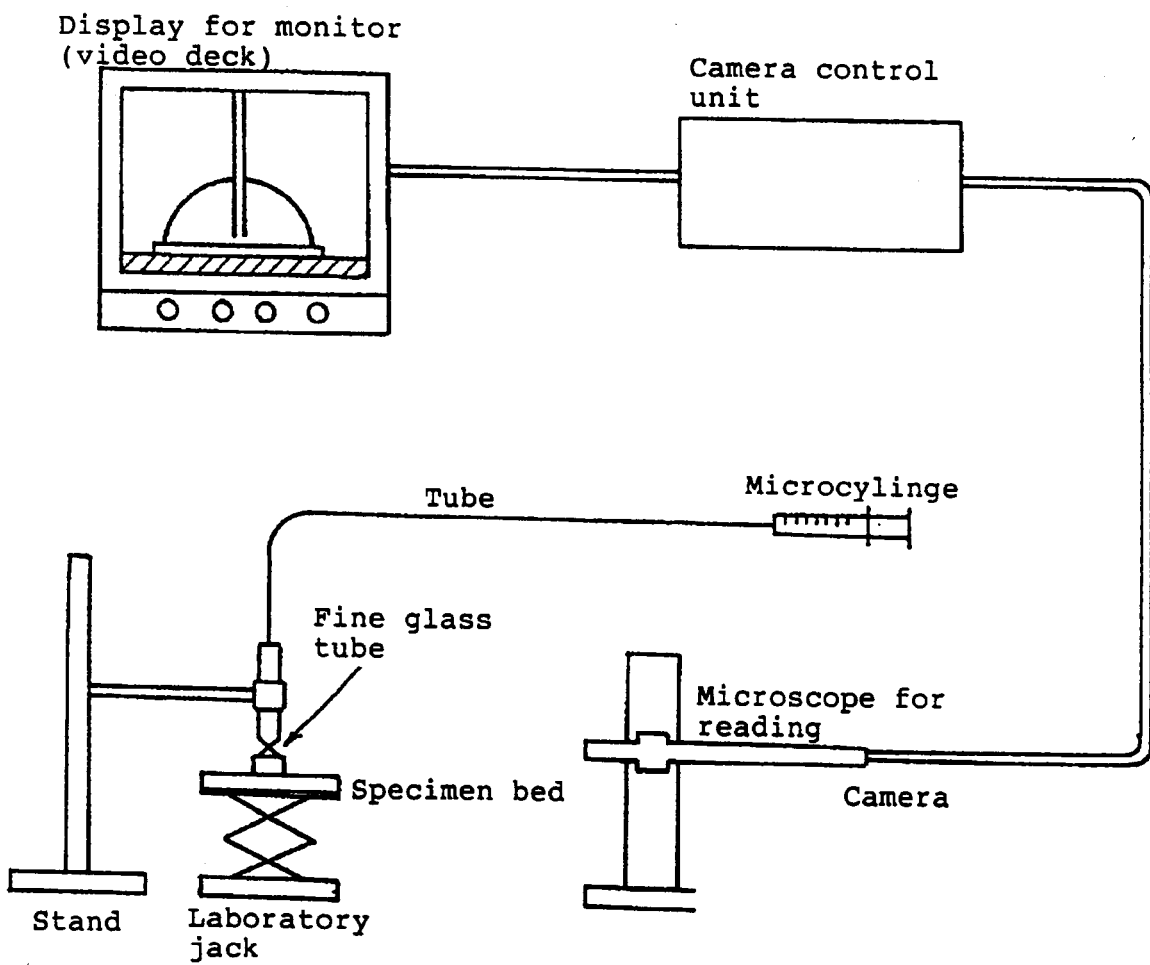 Display for monitor
(video deck)
Camera control
unit
Tube
Microcylinge
Fine glass
tube
Microscope for
reading
Specimen bed
Camera
Stand
Laboratory
jack